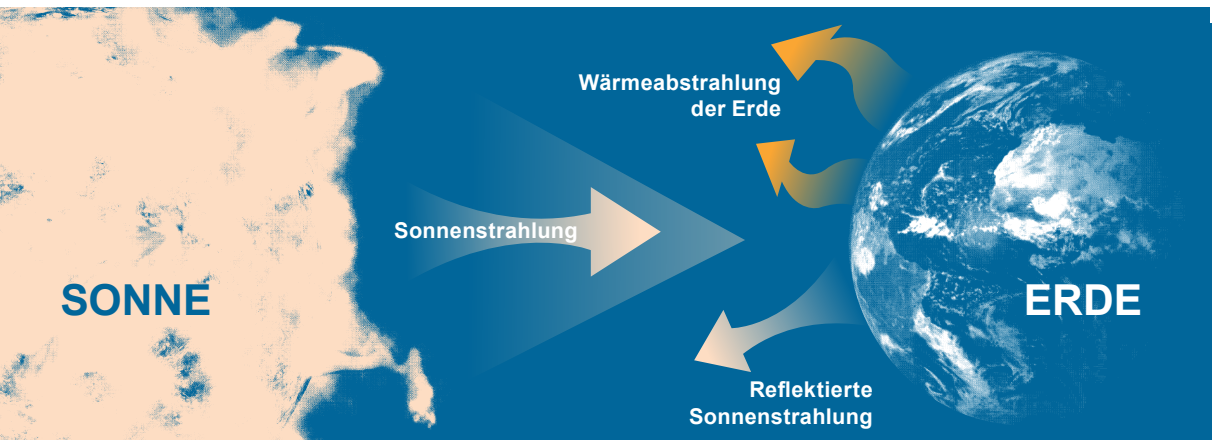 Wärmeabstrahlung
der Erde
Sonnenstrahlung
SONNE
ERDE
Reflektierte
Sonnenstrahlung